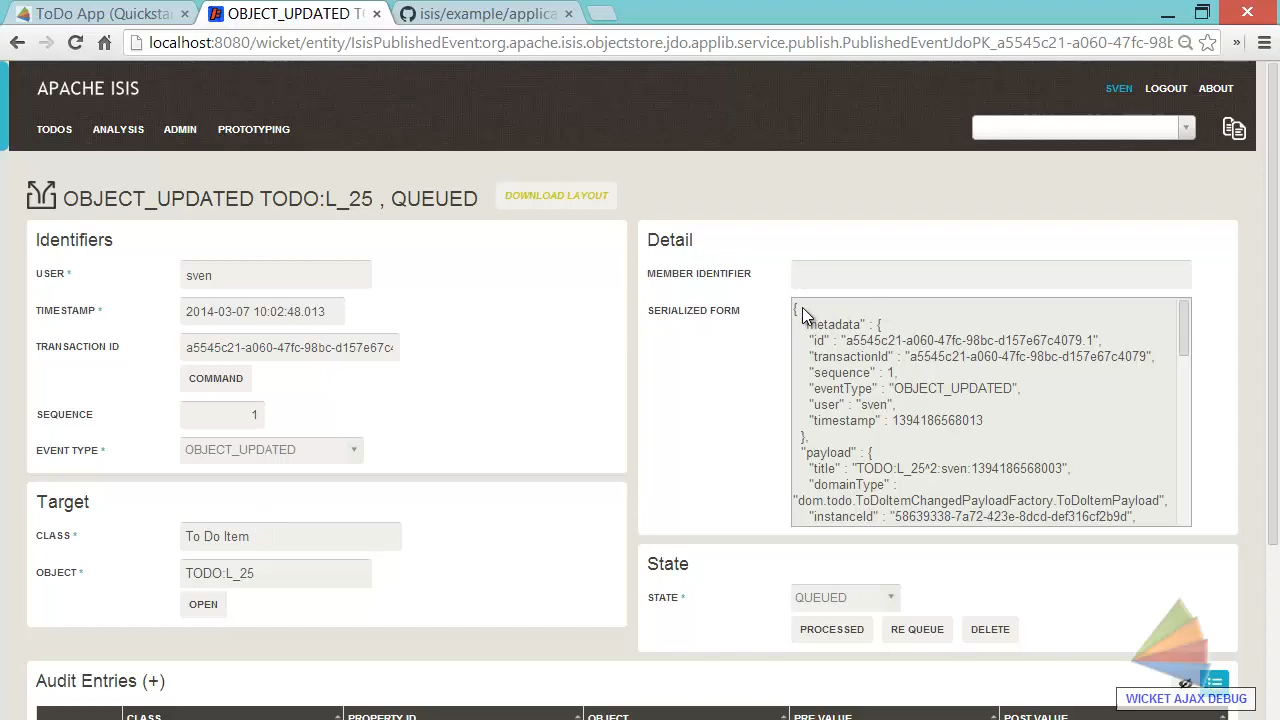 ToDo App (Quickstar
OBJECT_UPDATED TO
isis/example/applica
localhost:8080/wicket/entity/IsisPublishedEvent:org.apache.isis.objectstore.jdo.applib.service.publish.PublishedEventJdoPK_a5545c21-a060-47fc-98b
APACHE ISIS
SVEN LOGOUT ABOUT
TODOS ANALYSIS ADMIN PROTOTYPING
OBJECT_UPDATED TODO:L_25 , QUEUED
DOWNLOAD LAYOUT
Identifiers
USER * sven
TIMESTAMP * 2014-03-07 10:02:48.013
TRANSACTION ID a5545c21-a060-47fc-98bc-d157e67c4
COMMAND
SEQUENCE 1
EVENT TYPE * OBJECT_UPDATED
Target
CLASS * To Do Item
OBJECT * TODO:L_25
OPEN
Detail
MEMBER IDENTIFIER
SERIALIZED FORM
{
"metadata" : {
"id" : "a5545c21-a060-47fc-98bc-d157e67c4079.1",
"transactionId" : "a5545c21-a060-47fc-98bc-d157e67c4079",
"sequence" : 1,
"eventType" : "OBJECT_UPDATED",
"user" : "sven",
"timestamp" : 1394186568013
},
"payload" : {
"title" : "TODO:L_25^2:sven:1394186568003",
"domainType" :
"dom.todo.ToDoItemChangedPayloadFactory.ToDoItemPayload",
"instanceId" : "58639338-7a72-423e-8dcd-def316cf2b9d",
State
STATE * QUEUED
PROCESSED RE QUEUE DELETE
Audit Entries (+)
WICKET AJAX DEBUG
CLASS PROPERTY ID OBJECT PRE VALUE POST VALUE